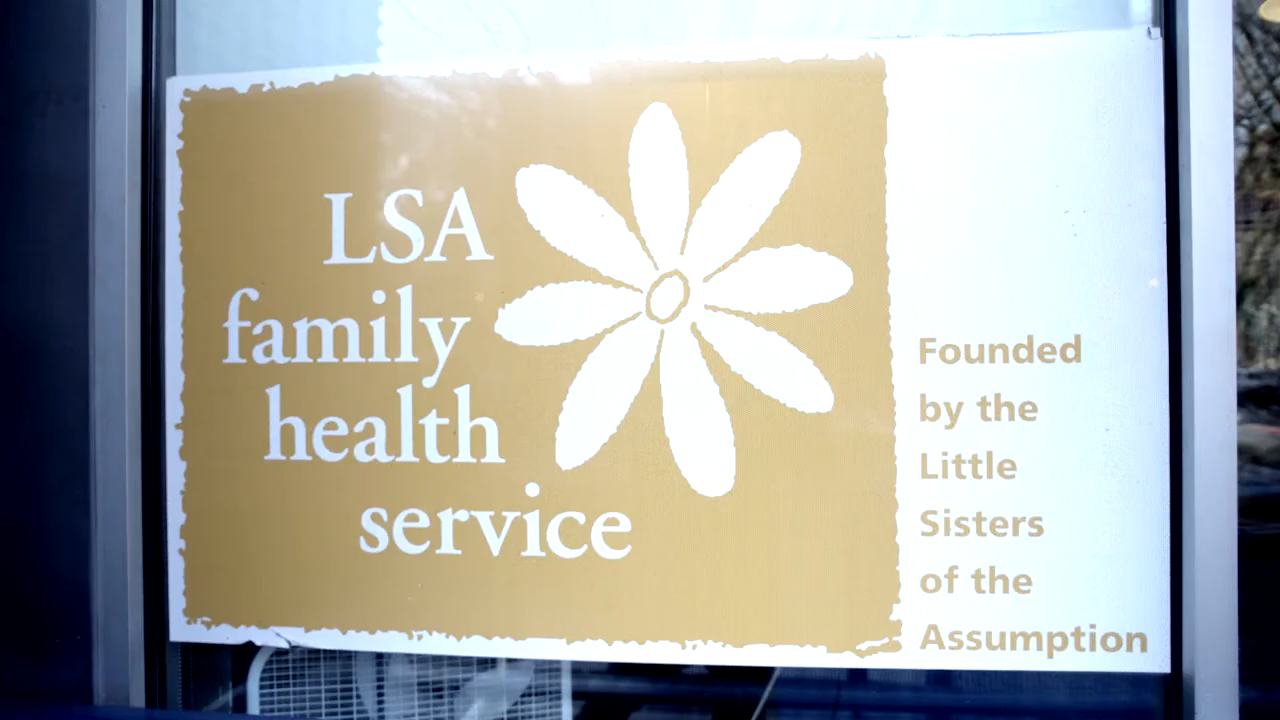 LSA
family
health
service
Founded
by the
Little
Sisters
of the
Assumption